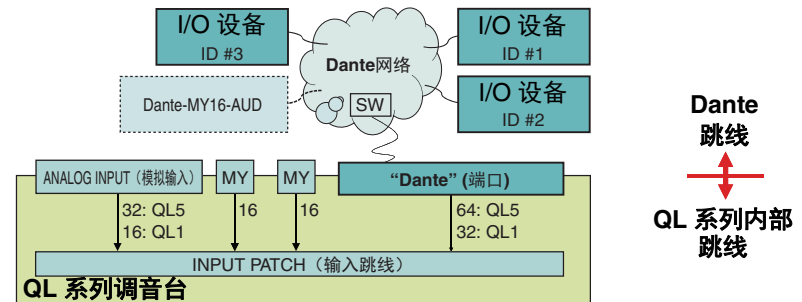 I/O 设备
ID #3
I/O 设备
ID #1
Dante网络
Dante-MY16-AUD
SW
I/O 设备
ID #2
Dante
跳线
QL 系列内部
跳线
ANALOG INPUT（模拟输入）
MY
MY
“Dante” (端口)
32: QL5
16: QL1
16
16
64: QL5
32: QL1
INPUT PATCH（输入跳线）
QL 系列调音台